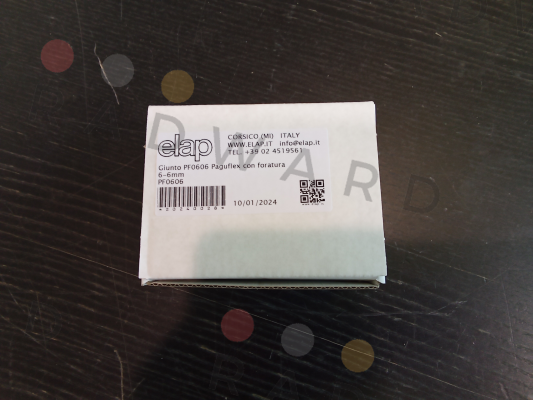 elap
CORSICO (MI) ITALY
WWW.ELAP.IT info@elap.it
TEL. +39 02 4519561
Giunto PF0606 Paguflex con foratura
6-6mm
PF0606
10/01/2024
DWARD